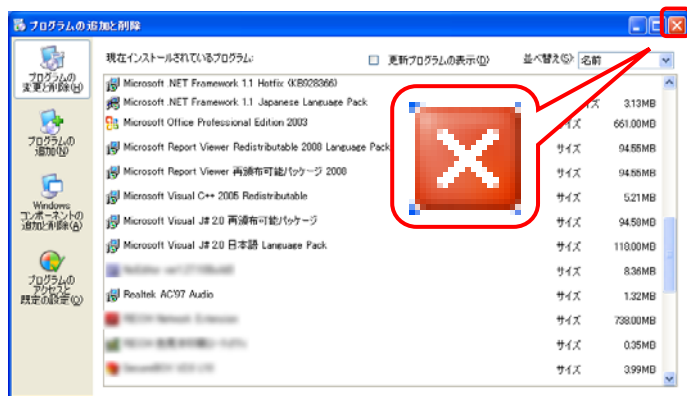 プログラムの追加と削除
プログラムの
変更と削除(H)
プログラムの
追加(N)
Windows
コンポーネントの
追加と削除(A)
プログラムの
アクセスと
既定の設定(O)
現在インストールされているプログラム:
更新プログラムの表示(D)
並べ替え(S): 名前
Microsoft .NET Framework 1.1 Hotfix (KB928366)
Microsoft .NET Framework 1.1 Japanese Language Pack
イズ 3.13MB
Microsoft Office Professional Edition 2003
サイズ 661.00MB
Microsoft Report Viewer Redistributable 2008 Language Pack
サイズ 94.55MB
Microsoft Report Viewer 再頒布可能パッケージ 2008
サイズ 94.55MB
Microsoft Visual C++ 2005 Redistributable
サイズ 5.21MB
Microsoft Visual J# 2.0 再頒布可能パッケージ
サイズ 94.50MB
Microsoft Visual J# 2.0 日本語 Language Pack
サイズ 118.00MB
サイズ 8.36MB
Realtek AC'97 Audio
サイズ 1.32MB
サイズ 738.00MB
サイズ 0.35MB
サイズ 3.99MB